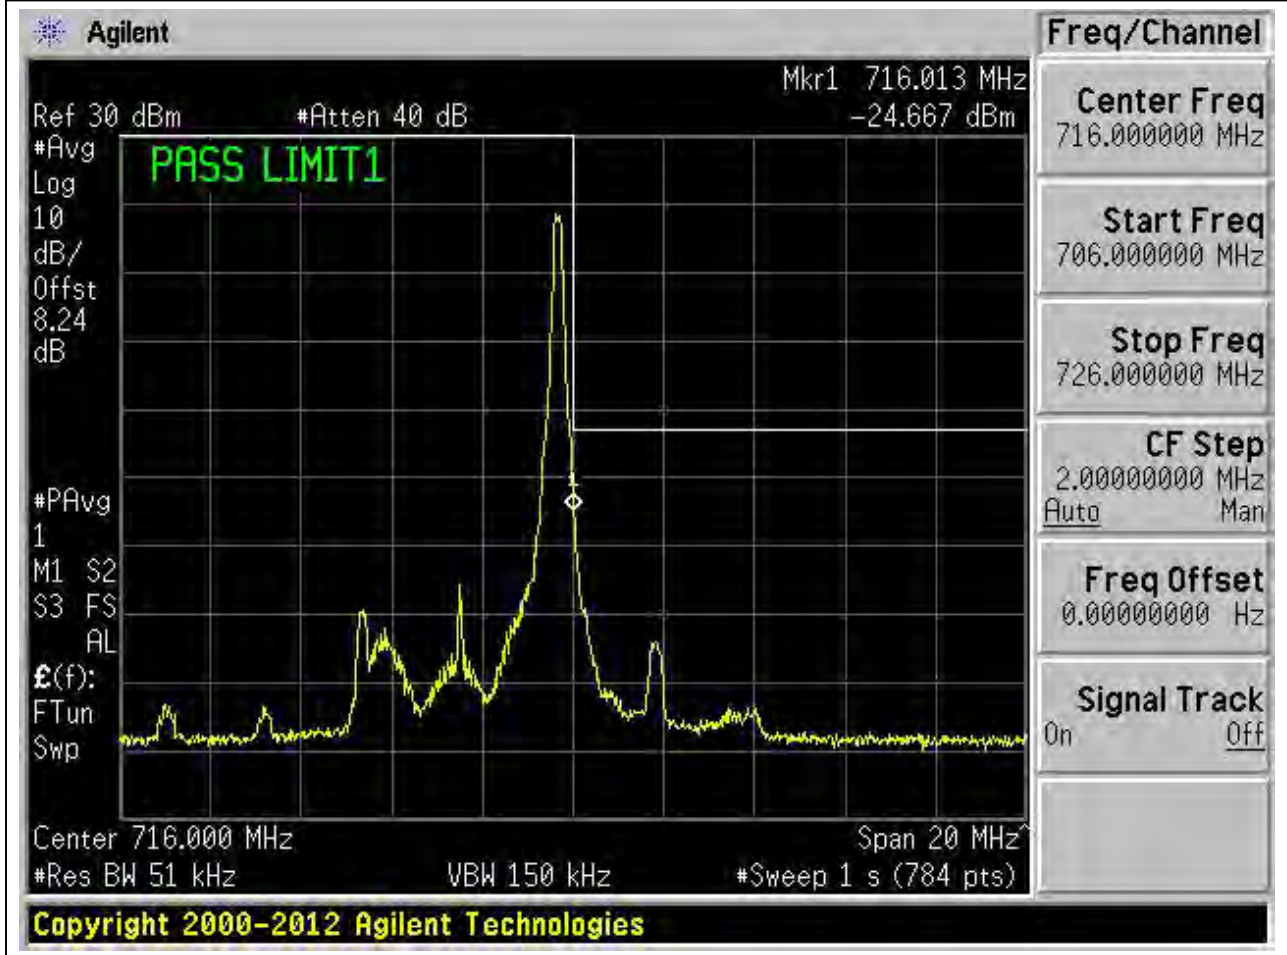 Agilent
Freq/Channel
Mkr1 716.013 MHz
Ref 30 dBm #Atten 40 dB -24.667 dBm
#Avg
Log
10
dB/
Offst
8.24
dB
PASS LIMIT1
1
#PAvg
1
M1 S2
S3 FS
AL
£(f):
FTun
Swp
Center 716.000 MHz Span 20 MHz^
#Res BW 51 kHz VBW 150 kHz #Sweep 1 s (784 pts)
Copyright 2000-2012 Agilent Technologies
Center Freq
716.000000 MHz
Start Freq
706.000000 MHz
Stop Freq
726.000000 MHz
CF Step
2.00000000 MHz
Auto Man
Freq Offset
0.00000000 Hz
Signal Track
On Off